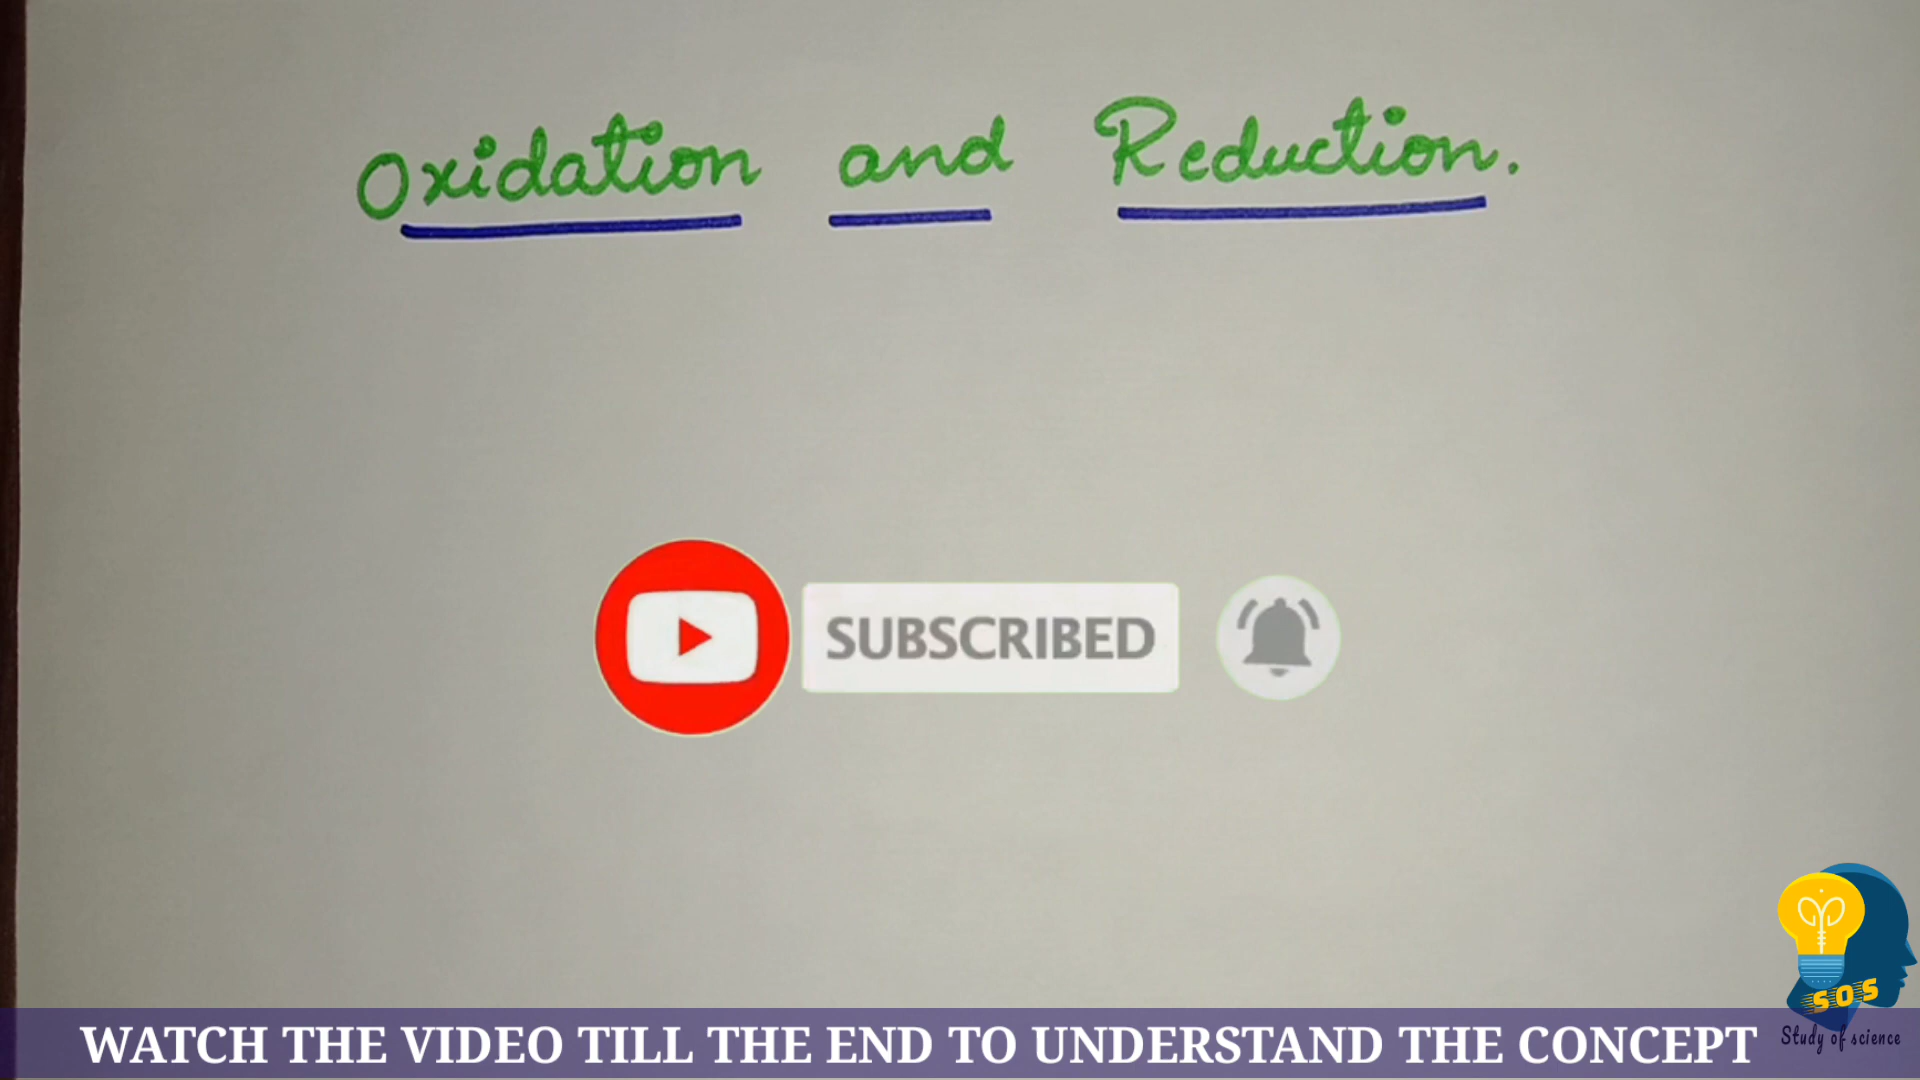 Oxidation and Reduction.
SUBSCRIBED
SOS
WATCH THE VIDEO TILL THE END TO UNDERSTAND THE CONCEPT
Study of science